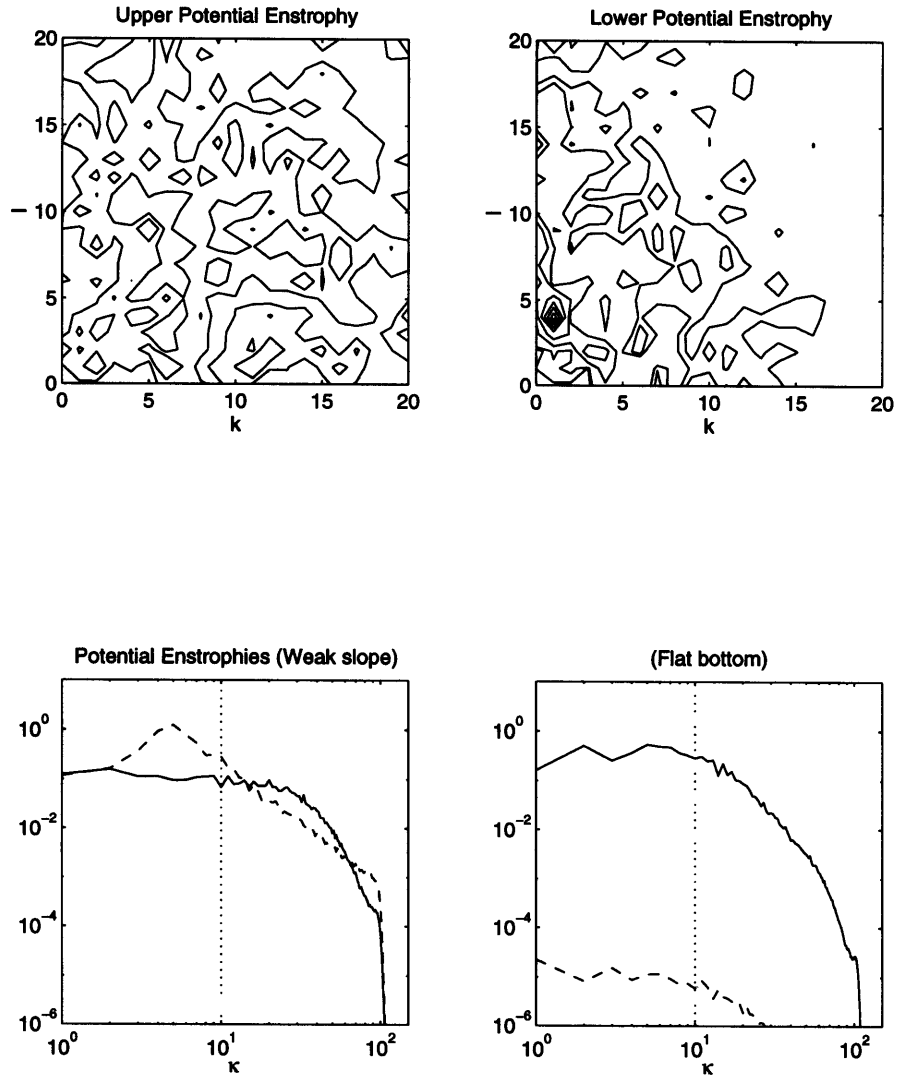 Upper Potential Enstrophy
20
15
10
5
0
l
0 5 10 15 20
k
Lower Potential Enstrophy
20
15
10
5
0
l
0 5 10 15 20
k
Potential Enstrophies (Weak slope)
10^0
10^-2
10^-4
10^-6
10^0 10^1 10^2
κ
(Flat bottom)
10^0
10^-2
10^-4
10^-6
10^0 10^1 10^2
κ